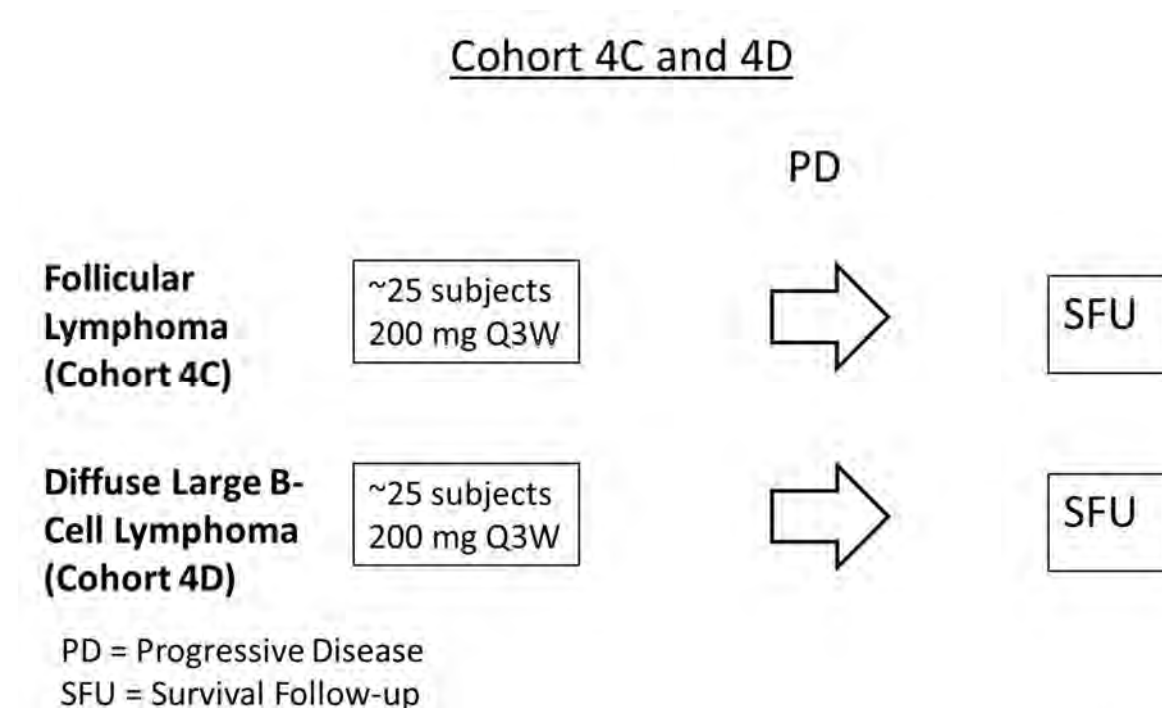 Cohort 4C and 4D
PD
Follicular
Lymphoma
(Cohort 4C)
~25 subjects
200 mg Q3W
SFU
Diffuse Large B-
Cell Lymphoma
(Cohort 4D)
~25 subjects
200 mg Q3W
SFU
PD = Progressive Disease
SFU = Survival Follow-up